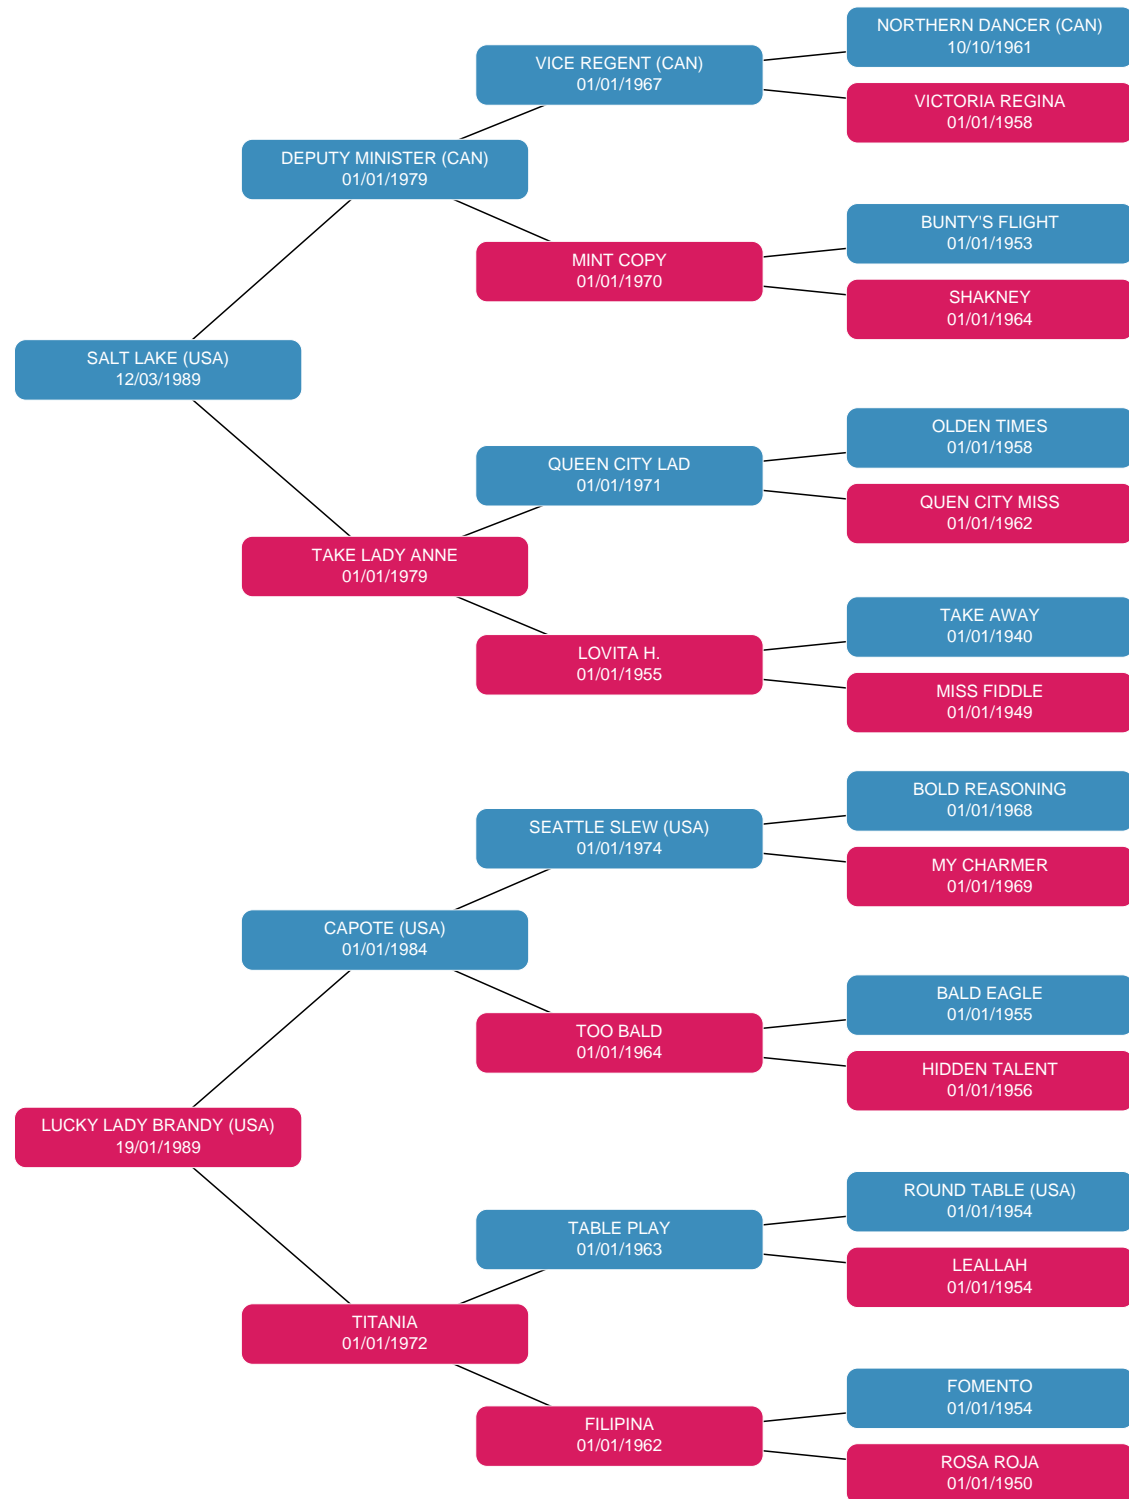 NORTHERN DANCER (CAN)
10/10/1961
VICE REGENT (CAN)
01/01/1967
VICTORIA REGINA
01/01/1958
DEPUTY MINISTER (CAN)
01/01/1979
BUNTY'S FLIGHT
01/01/1953
MINT COPY
01/01/1970
SHAKNEY
01/01/1964
SALT LAKE (USA)
12/03/1989
OLDEN TIMES
01/01/1958
QUEEN CITY LAD
01/01/1971
QUEN CITY MISS
01/01/1962
TAKE LADY ANNE
01/01/1979
TAKE AWAY
01/01/1940
LOVITA H.
01/01/1955
MISS FIDDLE
01/01/1949
BOLD REASONING
01/01/1968
SEATTLE SLEW (USA)
01/01/1974
MY CHARMER
01/01/1969
CAPOTE (USA)
01/01/1984
BALD EAGLE
01/01/1955
TOO BALD
01/01/1964
HIDDEN TALENT
01/01/1956
LUCKY LADY BRANDY (USA)
19/01/1989
ROUND TABLE (USA)
01/01/1954
TABLE PLAY
01/01/1963
LEALLAH
01/01/1954
TITANIA
01/01/1972
FOMENTO
01/01/1954
FILIPINA
01/01/1962
ROSA ROJA
01/01/1950